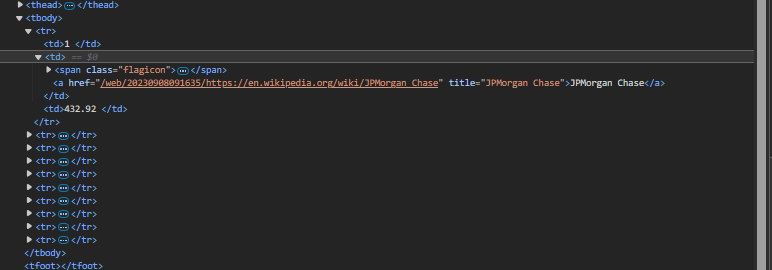 ▶<thead>…</thead>
▼<tbody>
▼<tr>
<td>1 </td>
▼<td> == $0
▶<span class="flagicon">…</span>
<a href="/web/20230908091635/https://en.wikipedia.org/wiki/JPMorgan_Chase" title="JPMorgan Chase">JPMorgan Chase</a>
</td>
<td>432.92 </td>
</tr>
▶<tr>…</tr>
▶<tr>…</tr>
▶<tr>…</tr>
▶<tr>…</tr>
▶<tr>…</tr>
▶<tr>…</tr>
▶<tr>…</tr>
▶<tr>…</tr>
▶<tr>…</tr>
</tbody>
<tfoot></tfoot>